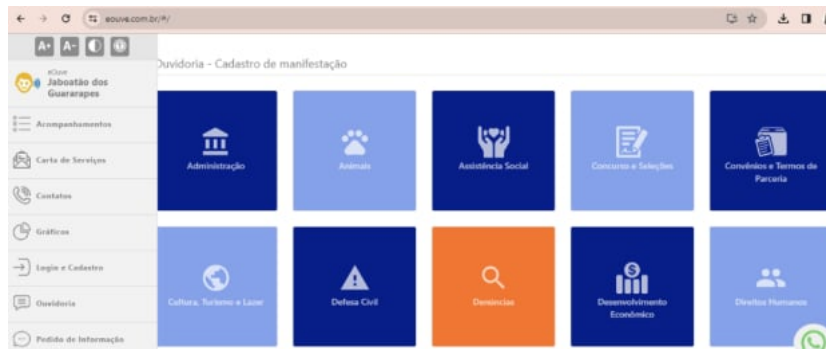 eouve.com.br/#/
A+ A-
eOuve
Jaboatão dos
Guararapes
Acompanhamentos
Carta de Serviços
Contatos
Gráficos
Login e Cadastro
Ouvidoria
Pedido de Informação
Ouvidoria - Cadastro de manifestação
Administração
Animais
Assistência Social
Concurso e Seleções
Convênios e Termos de
Parceria
Cultura, Turismo e Lazer
Defesa Civil
Denúncias
Desenvolvimento
Econômico
Direitos Humanos